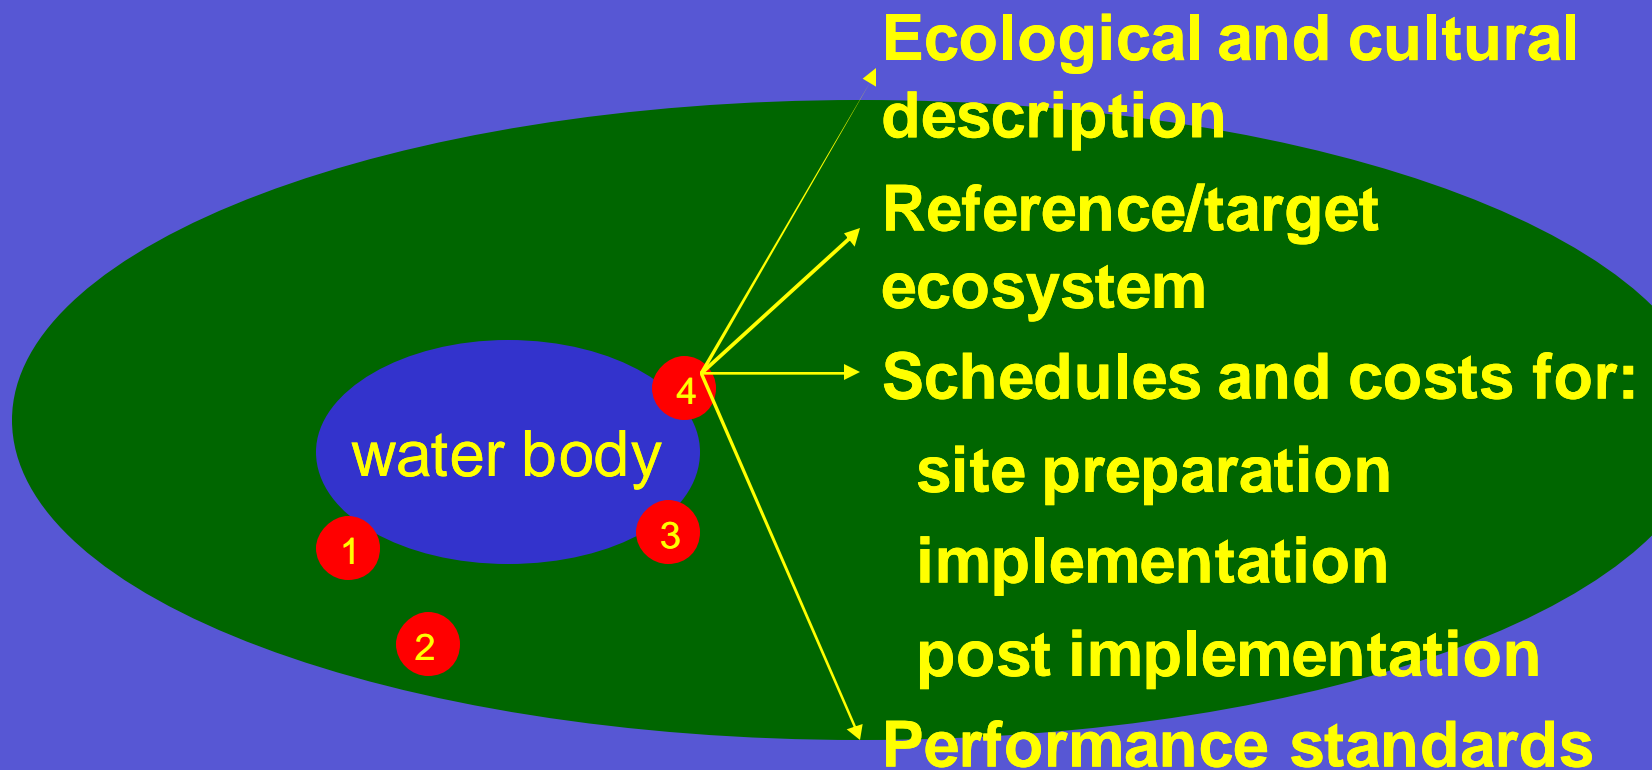 Ecological and cultural
description
Reference/target
ecosystem
Schedules and costs for:
site preparation
implementation
post implementation
Performance standards
water body
4
3
1
2